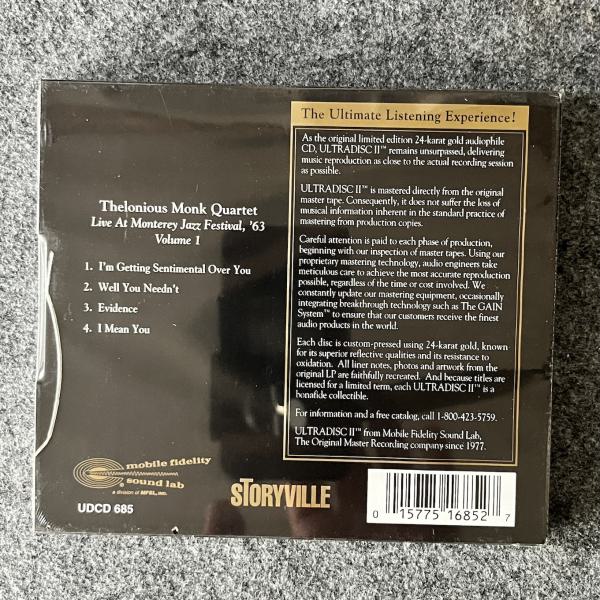 Thelonious Monk Quartet
Live At Monterey Jazz Festival, '63
Volume 1
1. I'm Getting Sentimental Over You
2. Well You Needn't
3. Evidence
4. I Mean You
The Ultimate Listening Experience!
As the original limited edition 24-karat gold audiophile
CD, ULTRADISC II™ remains unsurpassed, delivering
music reproduction as close to the actual recording session
as possible.
ULTRADISC II™ is mastered directly from the original
master tape. Consequently, it does not suffer the loss of
musical information inherent in the standard practice of
mastering from production copies.
Careful attention is paid to each phase of production,
beginning with our inspection of master tapes. Using our
proprietary mastering technology, audio engineers take
meticulous care to achieve the most accurate reproduction
possible, regardless of the time or cost involved. We
constantly update our mastering equipment, occasionally
integrating breakthrough technology such as The GAIN
System™ to ensure that our customers receive the finest
audio products in the world.
Each disc is custom-pressed using 24-karat gold, known
for its superior reflective qualities and its resistance to
oxidation. All liner notes, photos and artwork from the
original LP are faithfully recreated. And because titles are
licensed for a limited term, each ULTRADISC II™ is a
bonafide collectible.
For information and a free catalog, call 1-800-423-5759.
ULTRADISC II™ from Mobile Fidelity Sound Lab,
The Original Master Recording company since 1977.
mobile fidelity
sound lab
a division of MFSL, INC.
UDCD 685
STORYVILLE
0 15775 16852 7